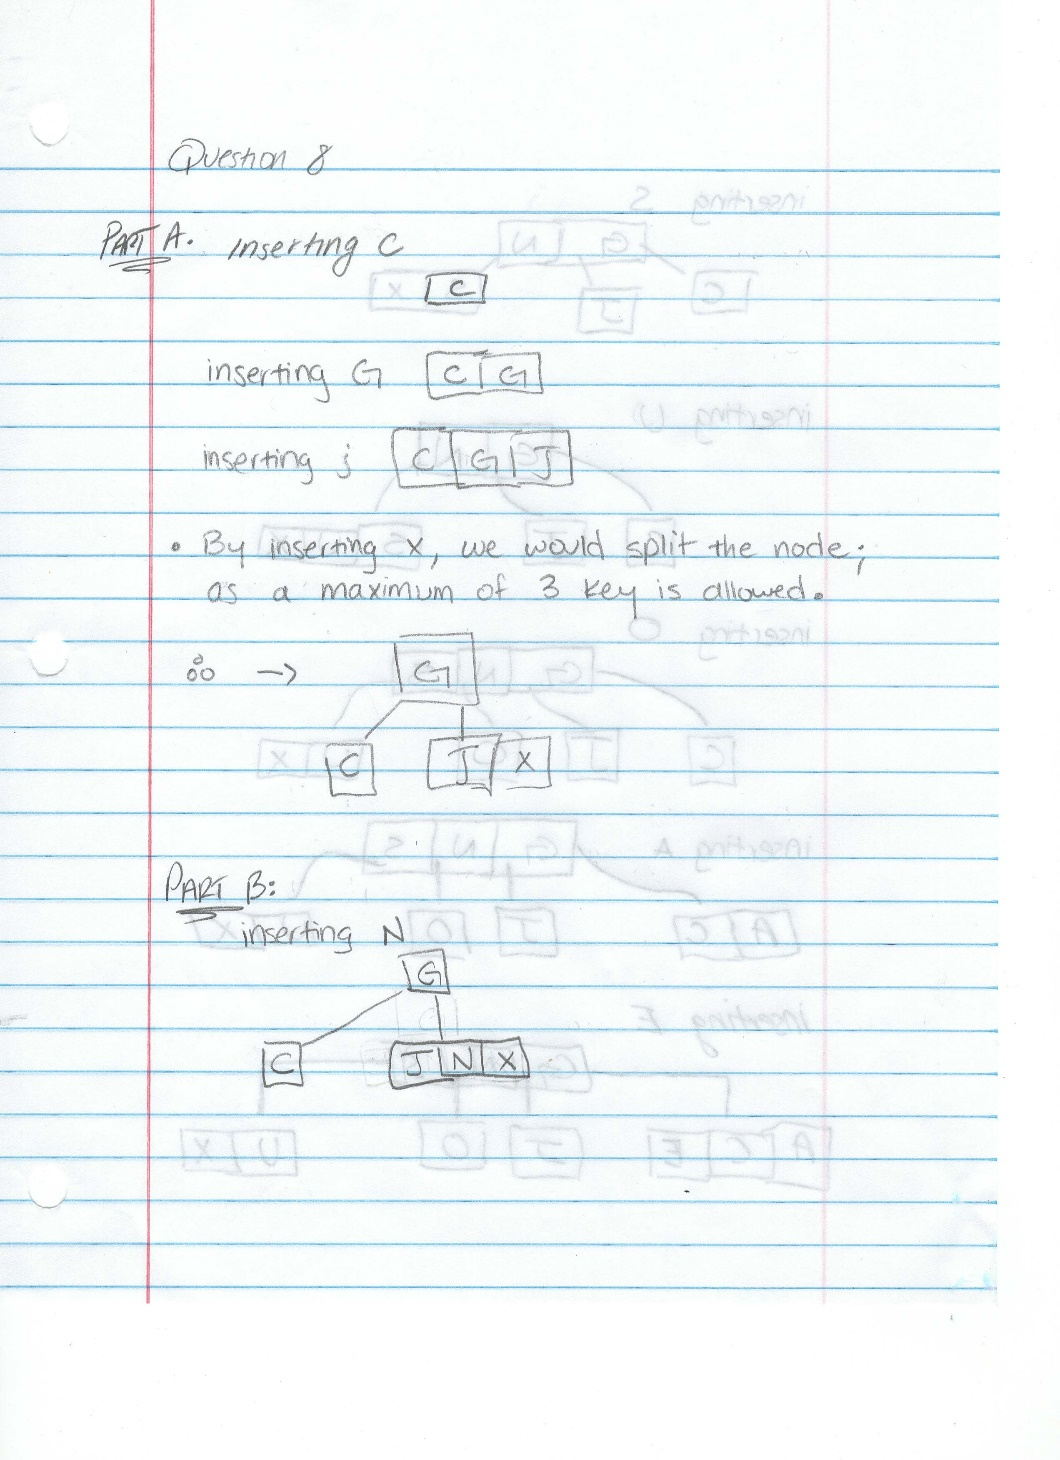 Question 8
PART A. inserting C
C
inserting G C G
inserting j C G J
• By inserting X, we would split the node;
as a maximum of 3 key is allowed.
∴ → G
C J X
PART B:
inserting N
G
C J N X